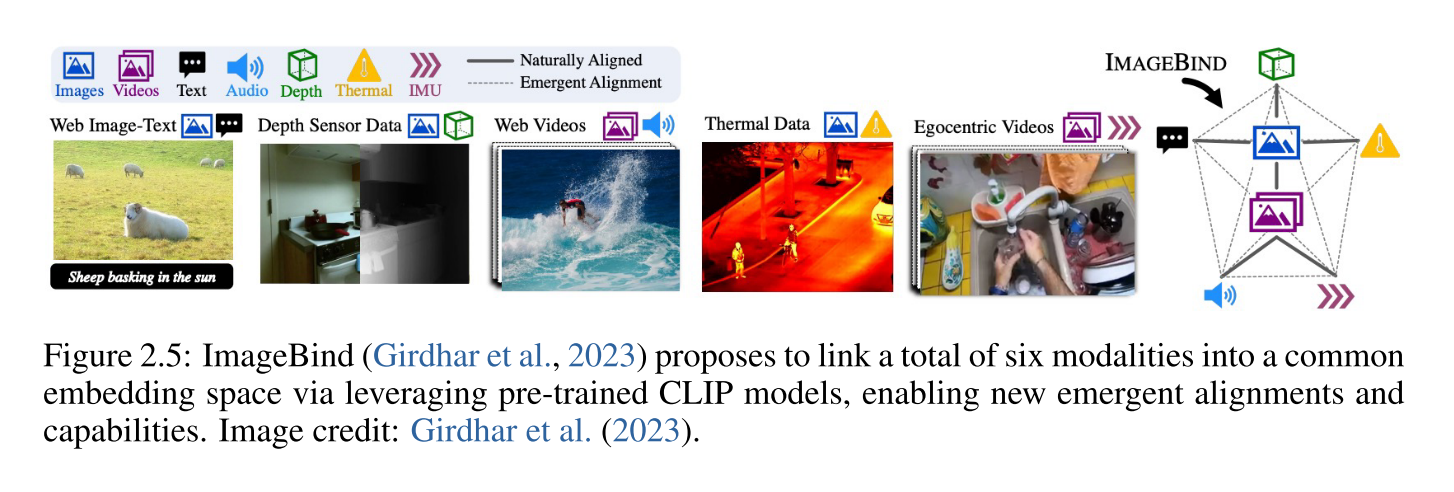 Images Videos Text Audio Depth Thermal IMU
Naturally Aligned
Emergent Alignment
IMAGEBIND
Web Image-Text
Depth Sensor Data
Web Videos
Thermal Data
Egocentric Videos
Sheep basking in the sun
Figure 2.5: ImageBind (Girdhar et al., 2023) proposes to link a total of six modalities into a common
embedding space via leveraging pre-trained CLIP models, enabling new emergent alignments and
capabilities. Image credit: Girdhar et al. (2023).